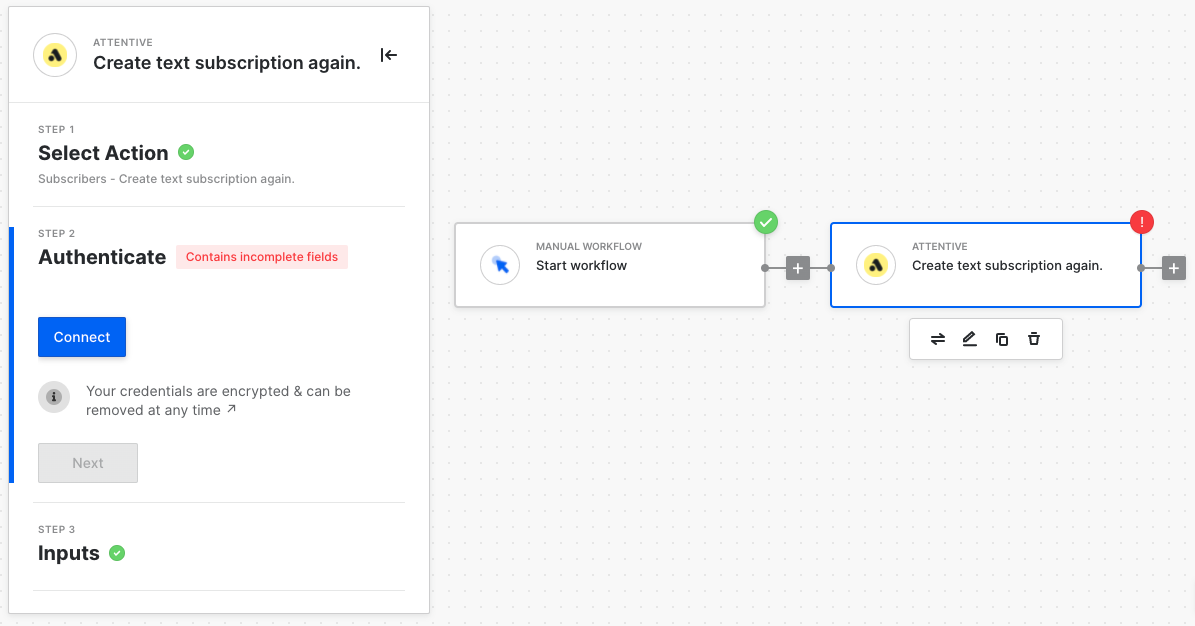 ATTENTIVE
Create text subscription again.
STEP 1
Select Action
Subscribers - Create text subscription again.
STEP 2
Authenticate Contains incomplete fields
Connect
Your credentials are encrypted & can be
removed at any time ↗
Next
STEP 3
Inputs
MANUAL WORKFLOW
Start workflow
ATTENTIVE
Create text subscription again.